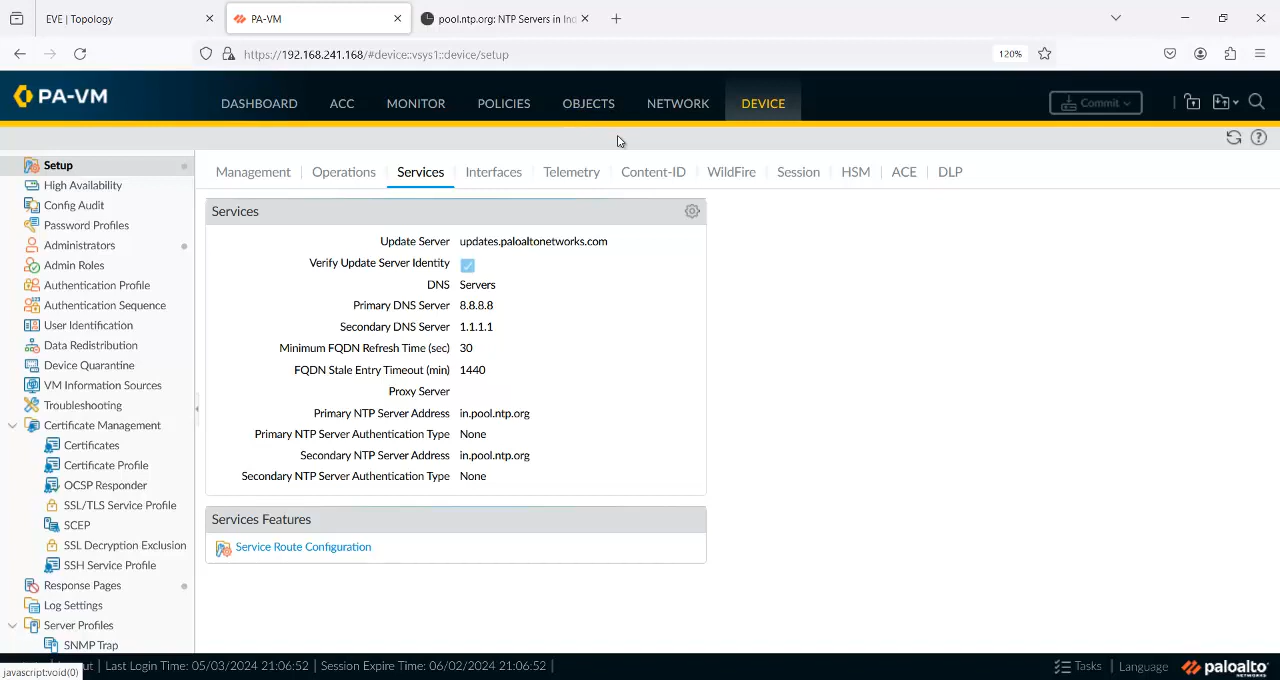 EVE | Topology
PA-VM
pool.ntp.org: NTP Servers in Ind
https://192.168.241.168/#device::vsys1::device/setup
120%
PA-VM
DASHBOARD ACC MONITOR POLICIES OBJECTS NETWORK DEVICE
Commit
Setup
High Availability
Config Audit
Password Profiles
Administrators
Admin Roles
Authentication Profile
Authentication Sequence
User Identification
Data Redistribution
Device Quarantine
VM Information Sources
Troubleshooting
Certificate Management
Certificates
Certificate Profile
OCSP Responder
SSL/TLS Service Profile
SCEP
SSL Decryption Exclusion
SSH Service Profile
Response Pages
Log Settings
Server Profiles
SNMP Trap
Management Operations Services Interfaces Telemetry Content-ID WildFire Session HSM ACE DLP
Services
Update Server updates.paloaltonetworks.com
Verify Update Server Identity
DNS Servers
Primary DNS Server 8.8.8.8
Secondary DNS Server 1.1.1.1
Minimum FQDN Refresh Time (sec) 30
FQDN Stale Entry Timeout (min) 1440
Proxy Server
Primary NTP Server Address in.pool.ntp.org
Primary NTP Server Authentication Type None
Secondary NTP Server Address in.pool.ntp.org
Secondary NTP Server Authentication Type None
Services Features
Service Route Configuration
javascript:void(0)
Last Login Time: 05/03/2024 21:06:52 | Session Expire Time: 06/02/2024 21:06:52 |
Tasks | Language
paloalto
NETWORKS